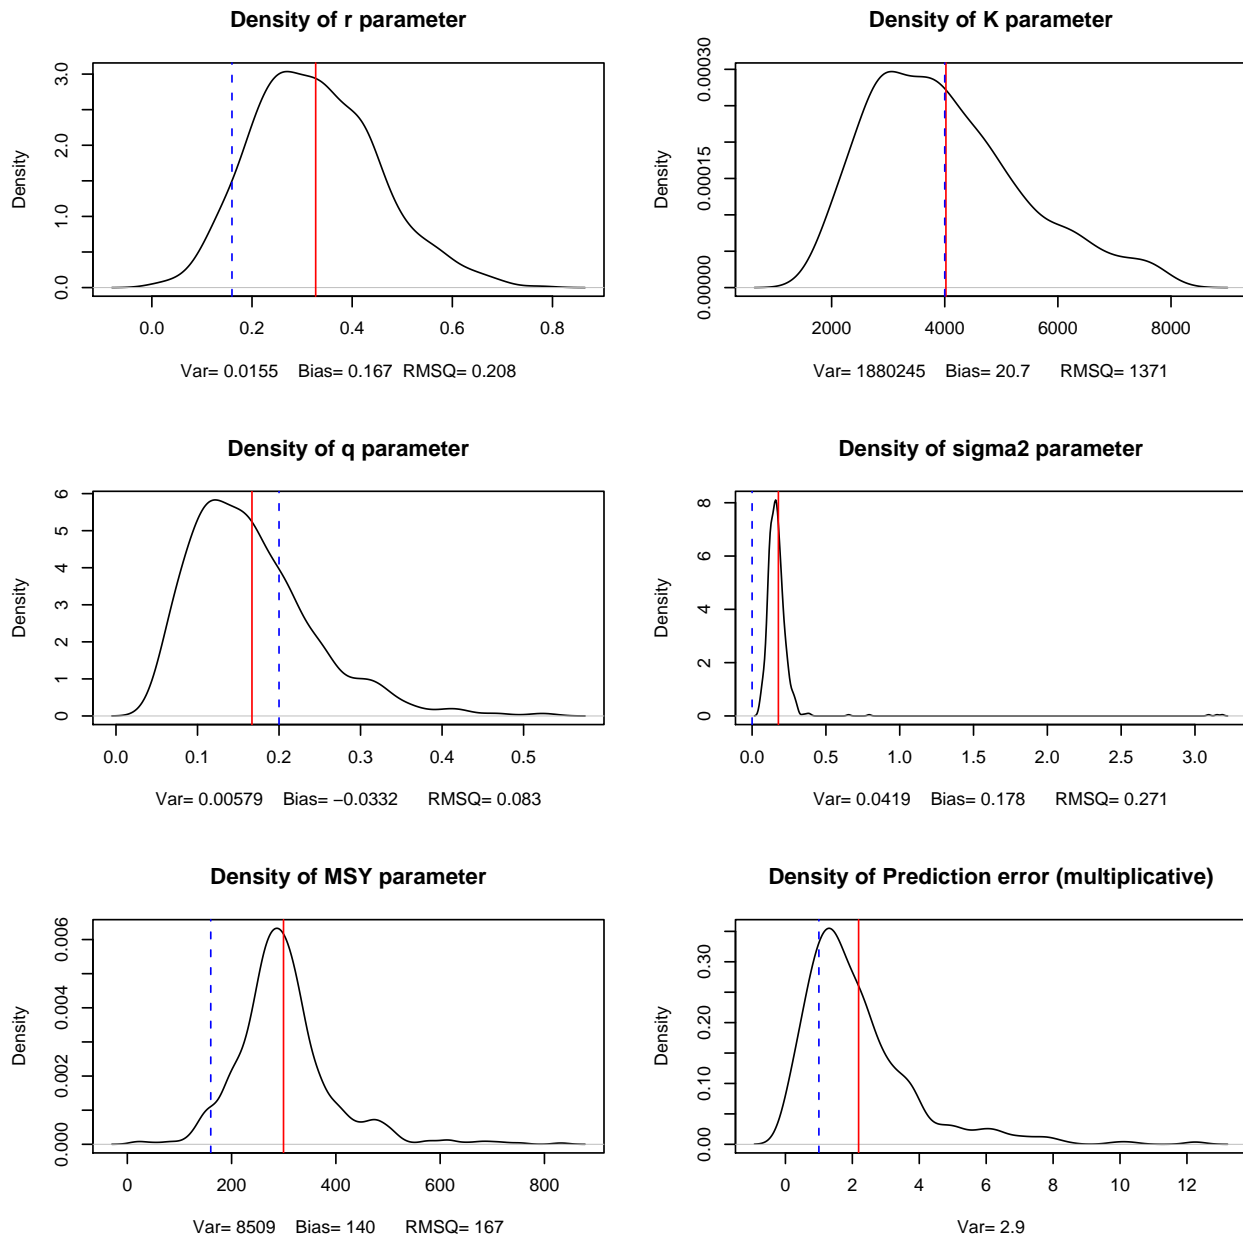 Density of r parameter
Density
0.0 1.0 2.0 3.0
0.0 0.2 0.4 0.6 0.8
Var= 0.0155 Bias= 0.167 RMSQ= 0.208
Density of K parameter
Density
0.00000 0.00015 0.00030
2000 4000 6000 8000
Var= 1880245 Bias= 20.7 RMSQ= 1371
Density of q parameter
Density
0 1 2 3 4 5 6
0.0 0.1 0.2 0.3 0.4 0.5
Var= 0.00579 Bias= −0.0332 RMSQ= 0.083
Density of sigma2 parameter
Density
0 2 4 6 8
0.0 0.5 1.0 1.5 2.0 2.5 3.0
Var= 0.0419 Bias= 0.178 RMSQ= 0.271
Density of MSY parameter
Density
0.000 0.002 0.004 0.006
0 200 400 600 800
Var= 8509 Bias= 140 RMSQ= 167
Density of Prediction error (multiplicative)
Density
0.00 0.10 0.20 0.30
0 2 4 6 8 10 12
Var= 2.9